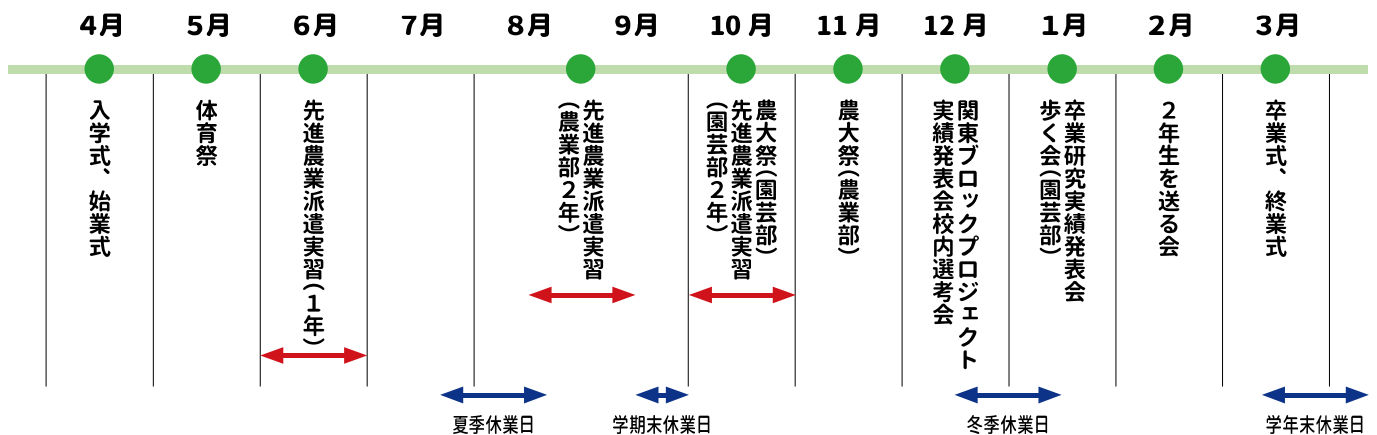 4月 5月 6月 7月 8月 9月 10月 11月 12月 1月 2月 3月
入学式、始業式
体育祭
先進農業派遣実習(1年)
先進農業派遣実習
(農業部2年)
農大祭(園芸部)
先進農業派遣実習
(園芸部2年)
農大祭(農業部)
関東ブロックプロジェクト
実績発表会校内選考会
卒業研究実績発表会
歩く会(園芸部)
2年生を送る会
卒業式、終業式
夏季休業日
学期末休業日
冬季休業日
学年末休業日